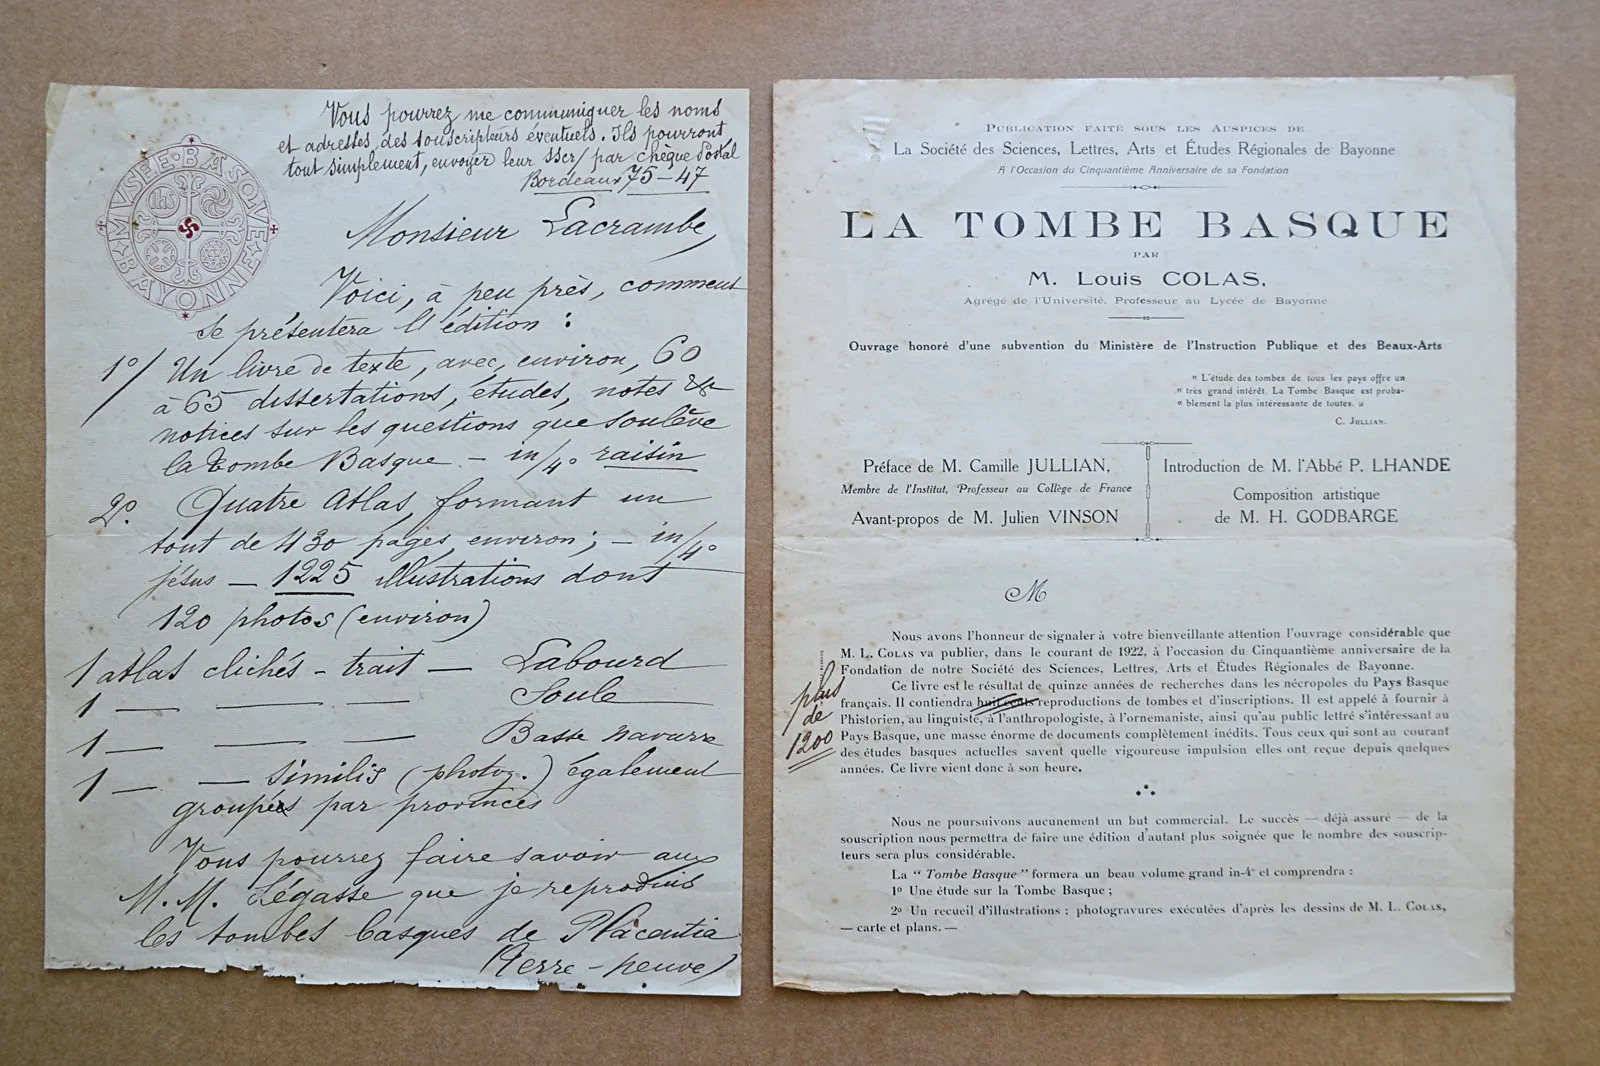 MVSEE·BASQVE
BAYONNE
Vous pourrez me communiquer les noms
et adresses des souscripteurs éventuels. Ils pourront,
tout simplement, envoyer leur par chèque Postal
Bordeaux 75-47
Monsieur Lacrambe,
Voici, à peu près, comment
se présentera l'édition :
1º/ Un livre de texte, avec, environ, 60
à 65 dissertations, études, notes &
notices sur les questions que soulève
la Tombe Basque. - in/4º raisin
2º. Quatre Atlas, formant un
tout de 430 pages, environ; - in/4º
jésus - 1225 illustrations dont
120 photos (environ)
1 atlas clichés - trait — Labourd
1 — — — Soule
1 — — — Basse Navarre
1 — — similis (photog.) également
groupées par provinces
Vous pourrez faire savoir aux
M.M. Légasse que je reproduis
les tombes basques de Placentia
(Terre-neuve)
Publication faite sous les Auspices de
La Société des Sciences, Lettres, Arts et Études Régionales de Bayonne
A l'Occasion du Cinquantième Anniversaire de sa Fondation
LA TOMBE BASQUE
PAR
M. Louis COLAS,
Agrégé de l'Université, Professeur au Lycée de Bayonne
Ouvrage honoré d'une subvention du Ministère de l'Instruction Publique et des Beaux-Arts
" L'étude des tombes de tous les pays offre un
" très grand intérêt. La Tombe Basque est proba-
" blement la plus intéressante de toutes. »
C. Jullian.
Préface de M. Camille JULLIAN,
Membre de l'Institut, Professeur au Collège de France
Avant-propos de M. Julien VINSON
Introduction de M. l'Abbé P. LHANDE
Composition artistique
de M. H. GODBARGE
M
Nous avons l'honneur de signaler à votre bienveillante attention l'ouvrage considérable que
M. L. Colas va publier, dans le courant de 1922, à l'occasion du Cinquantième anniversaire de la
Fondation de notre Société des Sciences, Lettres, Arts et Études Régionales de Bayonne.
Ce livre est le résultat de quinze années de recherches dans les nécropoles du Pays Basque
français. Il contiendra huit cents reproductions de tombes et d'inscriptions. Il est appelé à fournir à
l'historien, au linguiste, à l'anthropologiste, à l'ornemaniste, ainsi qu'au public lettré s'intéressant au
Pays Basque, une masse énorme de documents complètement inédits. Tous ceux qui sont au courant
des études basques actuelles savent quelle vigoureuse impulsion elles ont reçue depuis quelques
années. Ce livre vient donc à son heure.
plus
de
1200
Nous ne poursuivons aucunement un but commercial. Le succès — déjà assuré — de la
souscription nous permettra de faire une édition d'autant plus soignée que le nombre des souscrip-
teurs sera plus considérable.
La " Tombe Basque " formera un beau volume grand in-4º et comprendra :
1º Une étude sur la Tombe Basque ;
2º Un recueil d'illustrations ; photogravures exécutées d'après les dessins de M. L. Colas,
— carte et plans. —